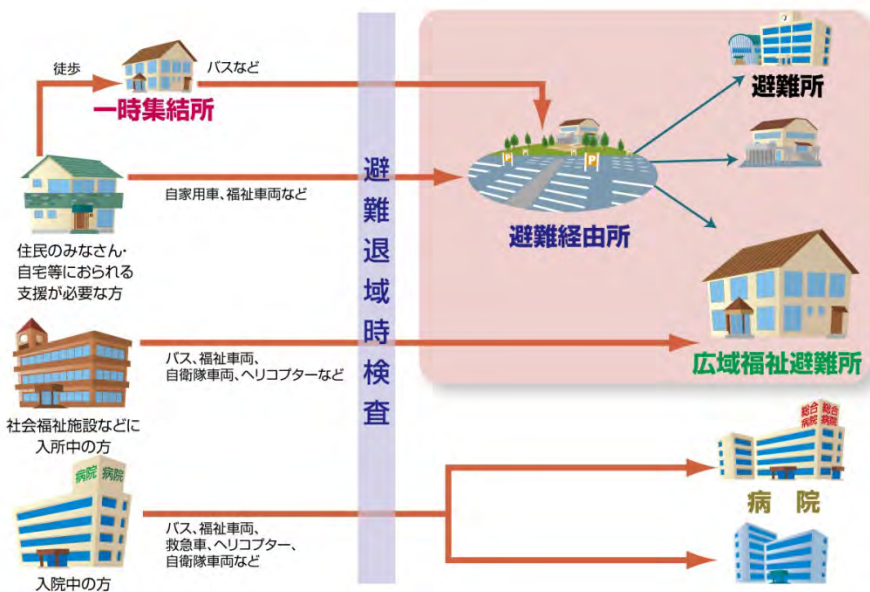 徒歩
バスなど
一時集結所
避難所
自家用車、福祉車両など
避難経由所
P
P
住民のみなさん・
自宅等におられる
支援が必要な方
避難退域時検査
バス、福祉車両、
自衛隊車両、ヘリコプターなど
広域福祉避難所
社会福祉施設などに
入所中の方
総合
病院
総合
病院
病院
病院
病院
バス、福祉車両、
救急車、ヘリコプター、
自衛隊車両など
入院中の方